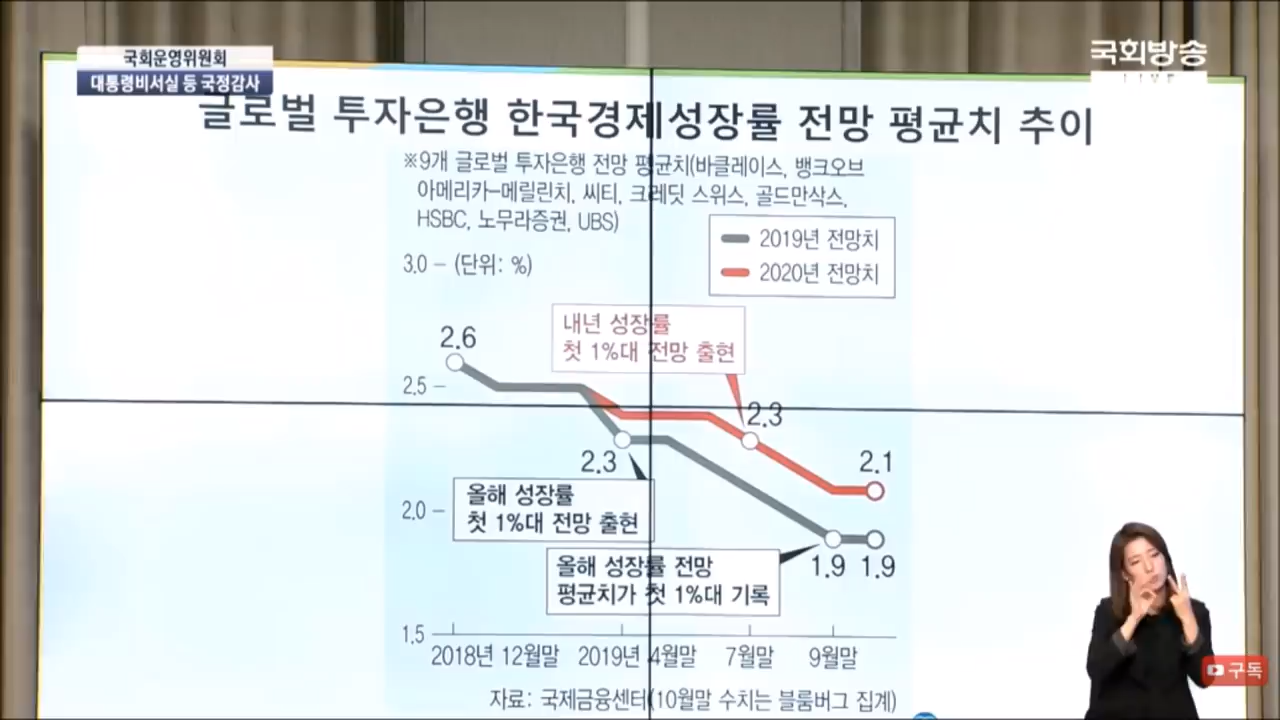 국회운영위원회
대통령비서실 등 국정감사
국회방송
LIVE
글로벌 투자은행 한국경제성장률 전망 평균치 추이
※9개 글로벌 투자은행 전망 평균치(바클레이스, 뱅크오브
아메리카-메릴린치, 씨티, 크레딧 스위스, 골드만삭스,
HSBC, 노무라증권, UBS)
2019년 전망치
2020년 전망치
3.0 – (단위: %)
내년 성장률
첫 1%대 전망 출현
2.6
2.5
2.3
2.3
2.1
올해 성장률
첫 1%대 전망 출현
2.0
올해 성장률 전망
평균치가 첫 1%대 기록
1.9 1.9
1.5
2018년 12월말 2019년 4월말 7월말 9월말
자료: 국제금융센터(10월말 수치는 블룸버그 집계)
구독